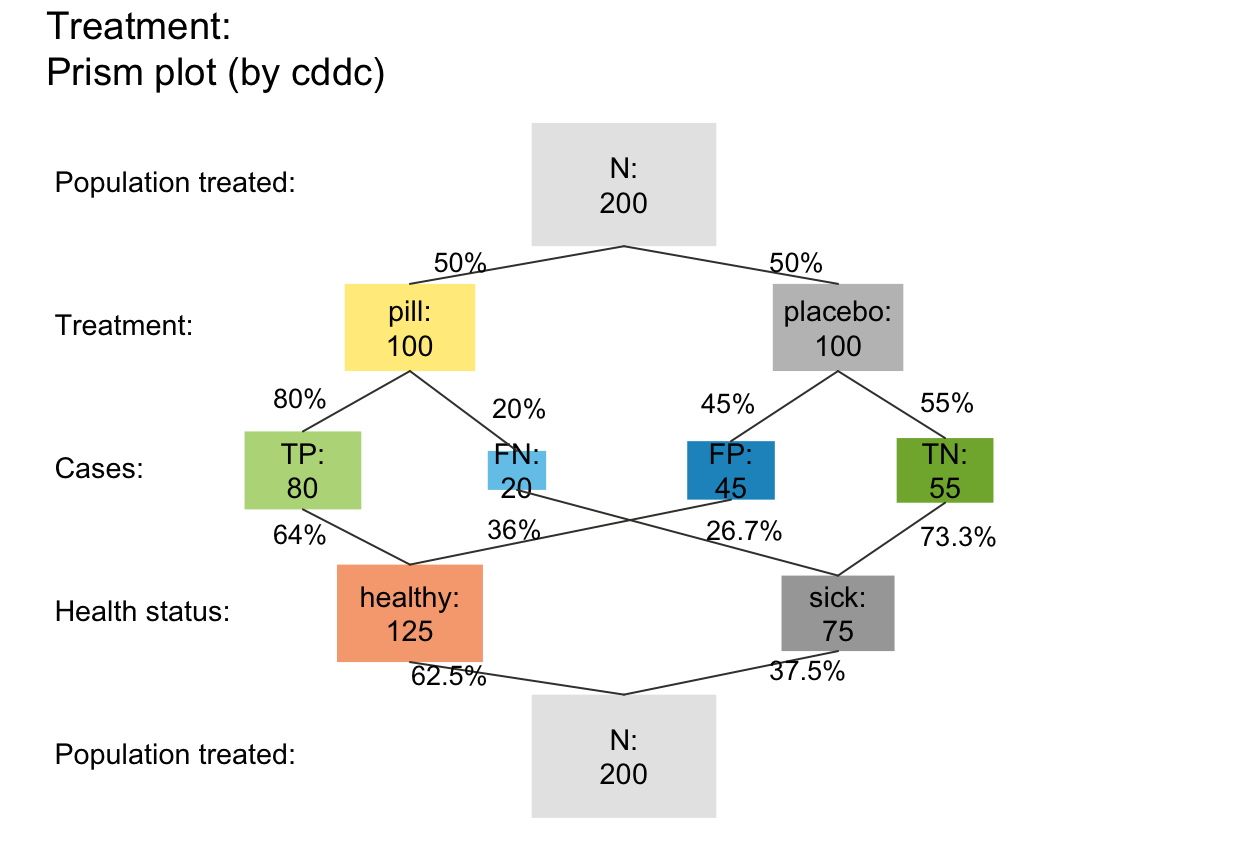 Treatment:
Prism plot (by cddc)
Population treated:
N:
200
50%
50%
Treatment:
pill:
100
placebo:
100
80%
20%
45%
55%
Cases:
TP:
80
FN:
20
FP:
45
TN:
55
64%
36%
26.7%
73.3%
Health status:
healthy:
125
sick:
75
62.5%
37.5%
Population treated:
N:
200